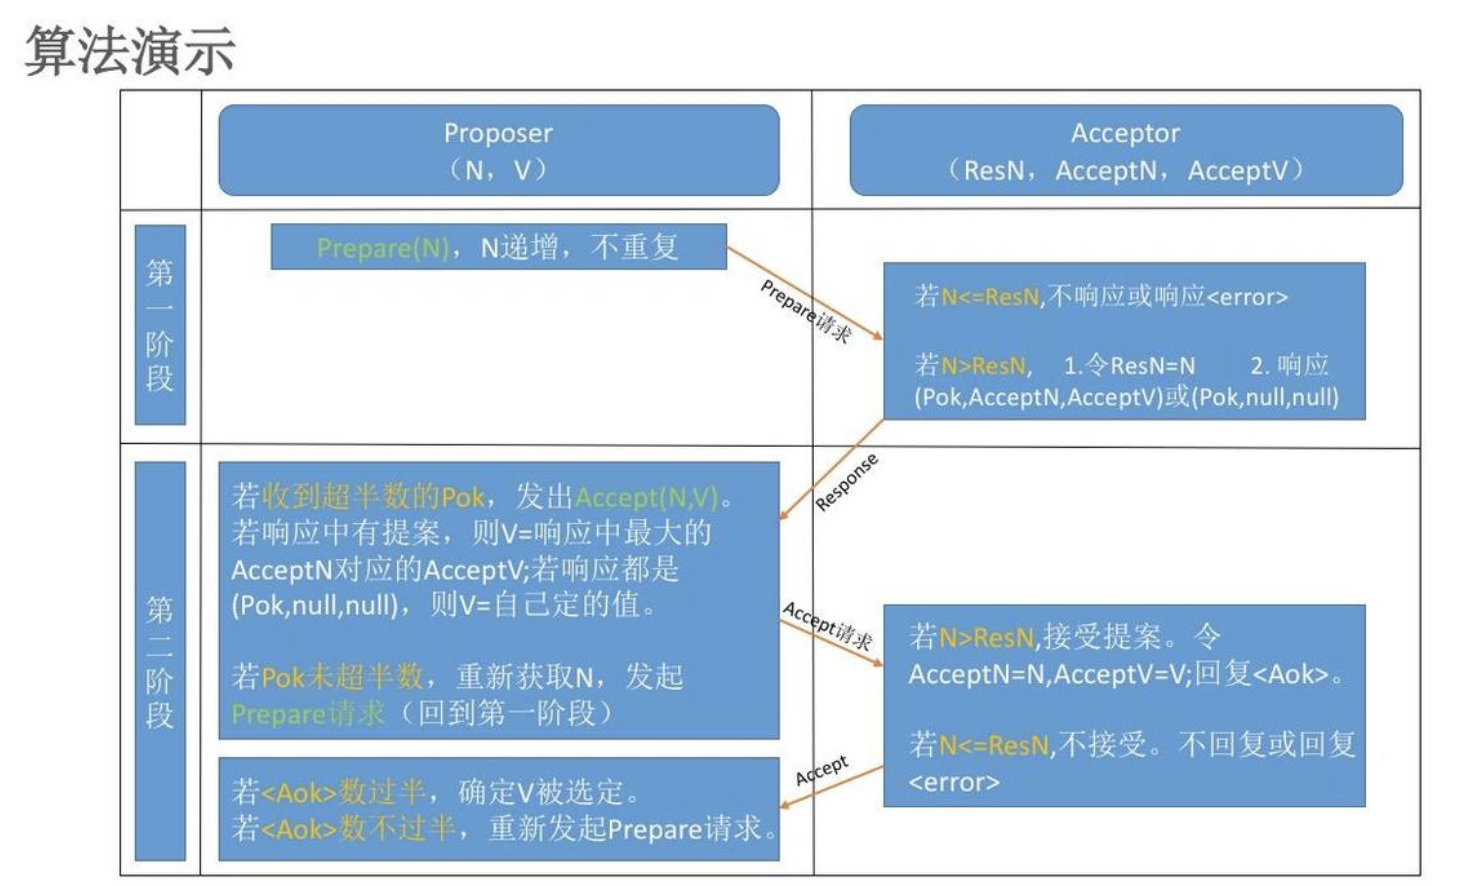 算法演示
Proposer
（N，V）
Acceptor
（ResN，AcceptN，AcceptV）
第一阶段
Prepare(N)，N递增，不重复
Prepare请求
若N<=ResN,不响应或响应<error>
若N>ResN, 1.令ResN=N 2. 响应
(Pok,AcceptN,AcceptV)或(Pok,null,null)
Response
第二阶段
若收到超半数的Pok，发出Accept(N,V)。
若响应中有提案，则V=响应中最大的
AcceptN对应的AcceptV;若响应都是
(Pok,null,null)，则V=自己定的值。
若Pok未超半数，重新获取N，发起
Prepare请求（回到第一阶段）
Accept请求
若N>ResN,接受提案。令
AcceptN=N,AcceptV=V;回复<Aok>。
若N<=ResN,不接受。不回复或回复
<error>
Accept
若<Aok>数过半，确定V被选定。
若<Aok>数不过半，重新发起Prepare请求。